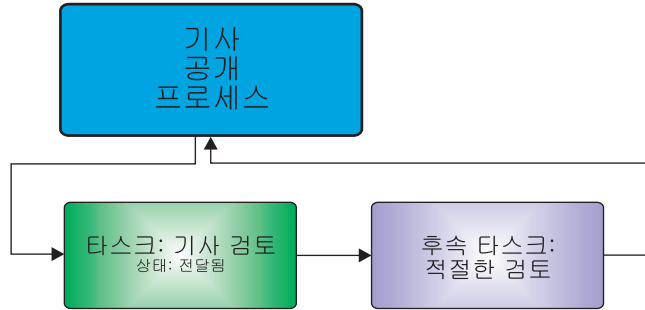 기사
공개
프로세스
타스크: 기사 검토
상태: 전달됨
후속 타스크:
적절한 검토